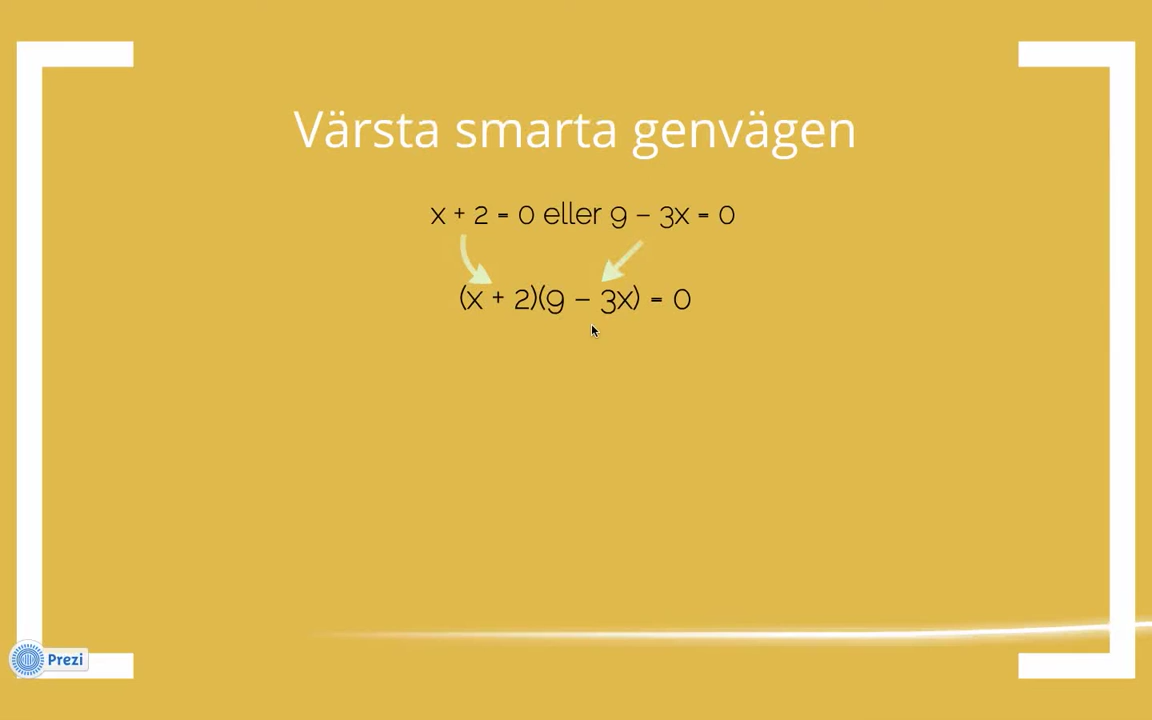 Värsta smarta genvägen
x + 2 = 0 eller 9 – 3x = 0
(x + 2)(9 – 3x) = 0
Prezi